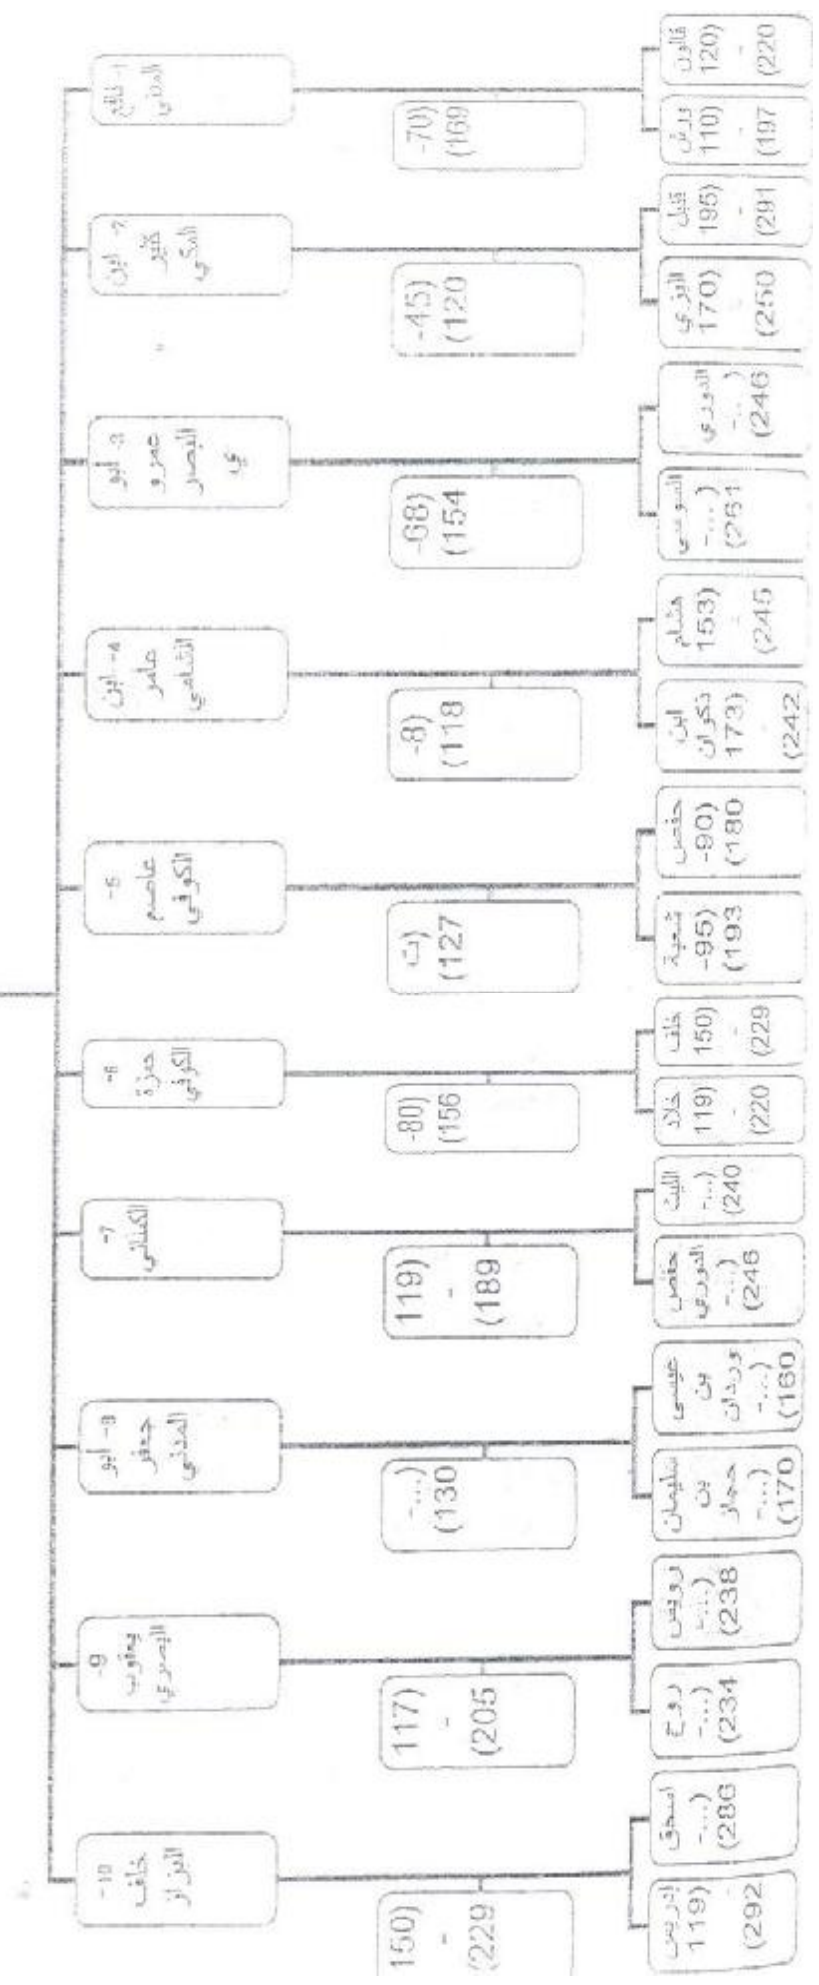 1- نافع
المدني
-70)
(169
قالون
120)
-
(220
ورش
110)
-
(197
2- ابن
كثير
المكي
-45)
(120
قنبل
195)
-
(291
البزي
170)
-
(250
3- أبو
عمرو
البصر
ي
-68)
(154
الدوري
-...)
(246
السوسي
-...)
(261
4- ابن
عامر
الشامي
-8)
(118
هشام
153)
-
(245
ابن
ذكوان
173)
-
(242
-5
عاصم
الكوفي
ت)
(127
حفص
-90)
(180
شعبة
-95)
(193
-6
حمزة
الكوفي
-80)
(156
خلف
150)
-
(229
خلاد
119)
-
(220
-7
الكسائي
119)
-
(189
الليث
-...)
(240
حفص
الدوري
-...)
(246
8- أبو
جعفر
المدني
-...)
(130
عيسى
بن
وردان
-...)
(160
سليمان
بن
جماز
-...)
(170
-9
يعقوب
البصري
117)
-
(205
رويس
-...)
(238
روح
-...)
(234
-10
خلف
البزاز
150)
-
(229
اسحق
-...)
(286
إدريس
119)
-
(292